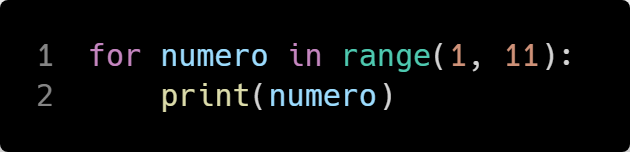 1 for numero in range(1, 11):
2     print(numero)